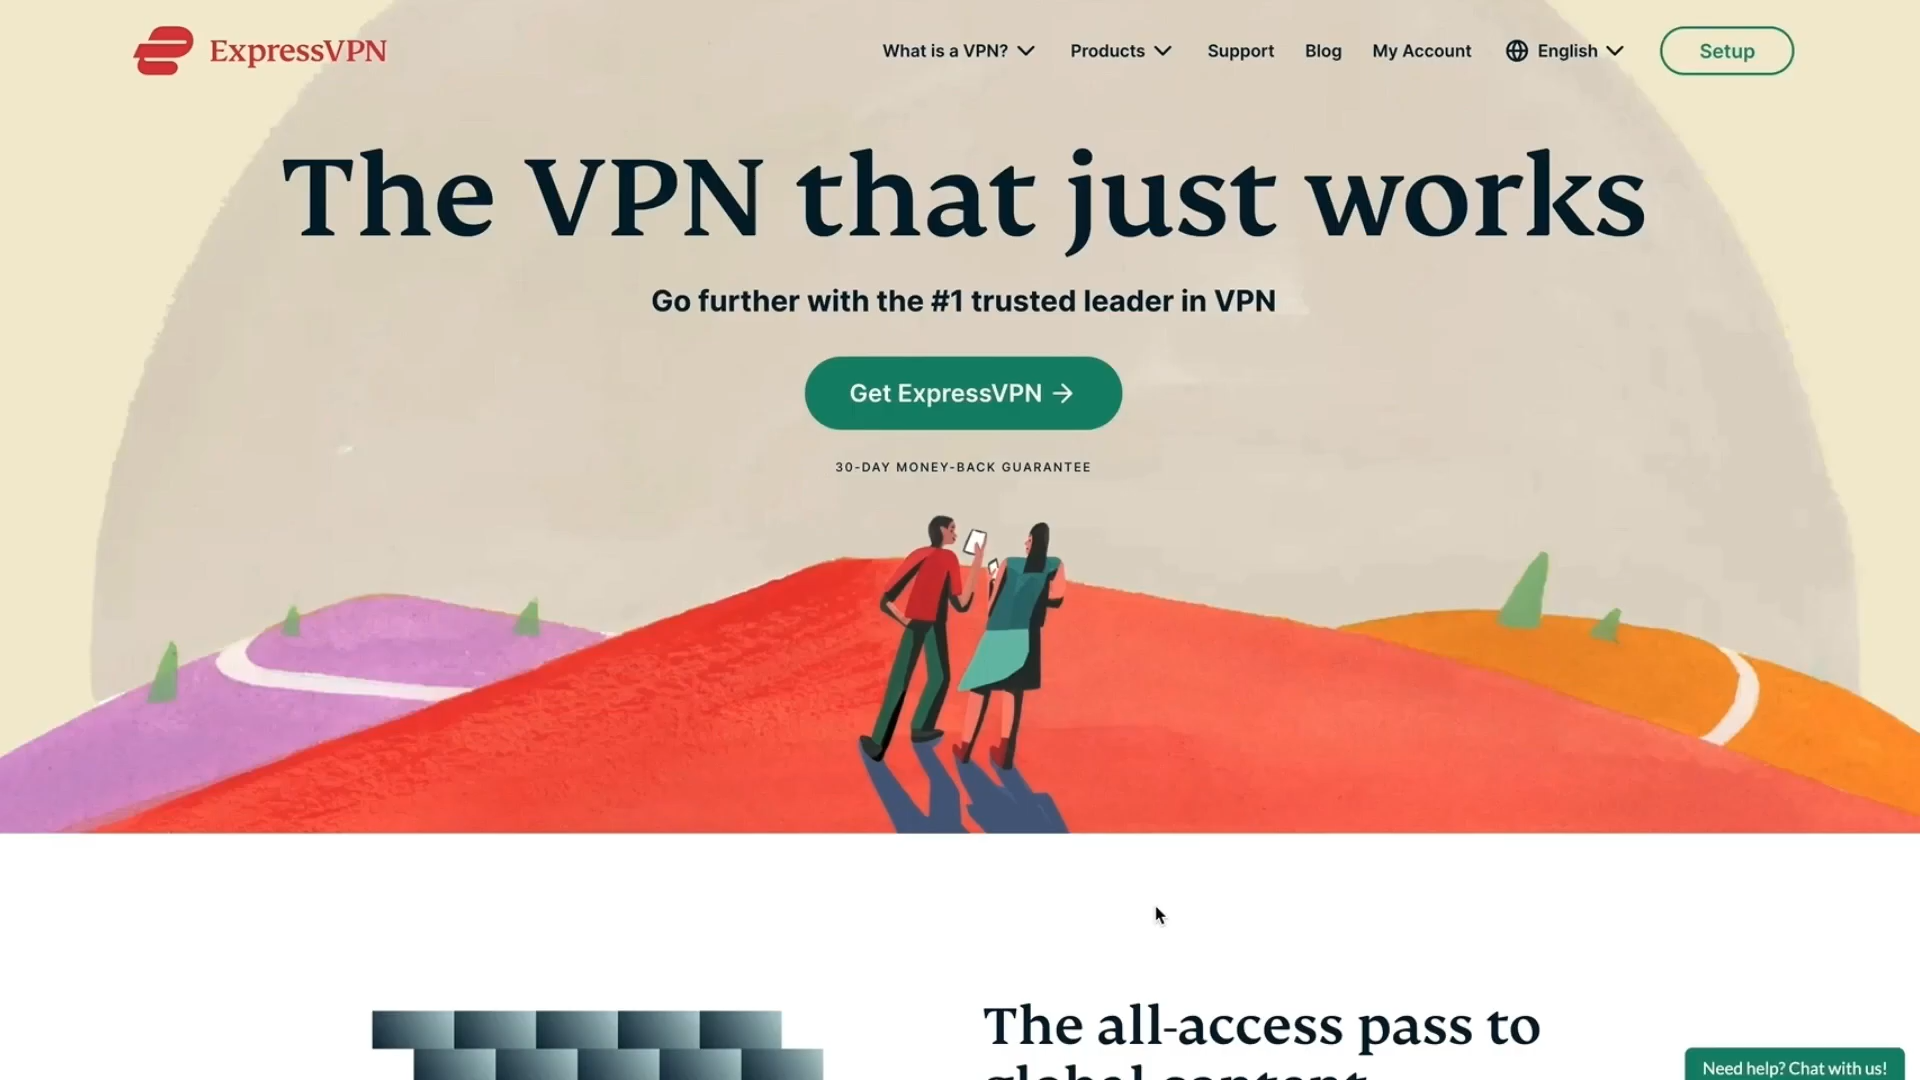 ExpressVPN
What is a VPN?
Products
Support
Blog
My Account
English
Setup
The VPN that just works
Go further with the #1 trusted leader in VPN
Get ExpressVPN →
30-DAY MONEY-BACK GUARANTEE
The all-access pass to
global content
Need help? Chat with us!